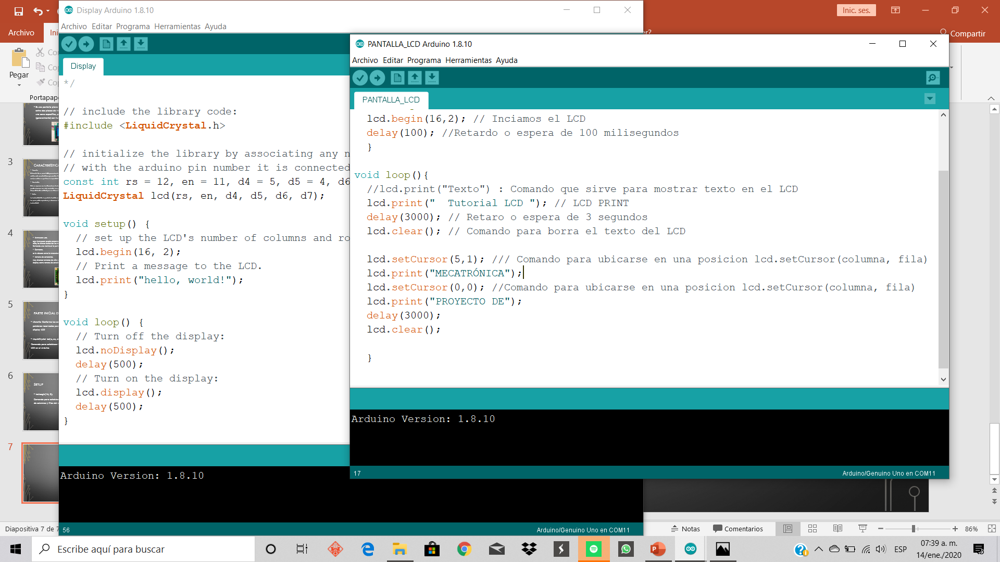 Inic. ses.
Archivo
Compartir
Pegar
Display Arduino 1.8.10
Archivo Editar Programa Herramientas Ayuda
Display
*/
// include the library code:
#include <LiquidCrystal.h>
// initialize the library by associating any n
// with the arduino pin number it is connected
const int rs = 12, en = 11, d4 = 5, d5 = 4, d6
LiquidCrystal lcd(rs, en, d4, d5, d6, d7);
void setup() {
// set up the LCD's number of columns and ro
lcd.begin(16, 2);
// Print a message to the LCD.
lcd.print("hello, world!");
}
void loop() {
// Turn off the display:
lcd.noDisplay();
delay(500);
// Turn on the display:
lcd.display();
delay(500);
}
Arduino Version: 1.8.10
56
Arduino/Genuino Uno en COM11
PANTALLA_LCD Arduino 1.8.10
Archivo Editar Programa Herramientas Ayuda
PANTALLA_LCD
lcd.begin(16,2); // Inciamos el LCD
delay(100); //Retardo o espera de 100 milisegundos
}
void loop(){
//lcd.print("Texto") : Comando que sirve para mostrar texto en el LCD
lcd.print("  Tutorial LCD "); // LCD PRINT
delay(3000); // Retaro o espera de 3 segundos
lcd.clear(); // Comando para borra el texto del LCD
lcd.setCursor(5,1); /// Comando para ubicarse en una posicion lcd.setCursor(columna, fila)
lcd.print("MECATRÓNICA");
lcd.setCursor(0,0); //Comando para ubicarse en una posicion lcd.setCursor(columna, fila)
lcd.print("PROYECTO DE");
delay(3000);
lcd.clear();
}
Arduino Version: 1.8.10
17
Arduino/Genuino Uno en COM11
3
4
5
6
SETUP
7
Diapositiva 7 de 7
Notas
Comentarios
86%
Escribe aquí para buscar
ESP
07:39 a. m.
14/ene./2020